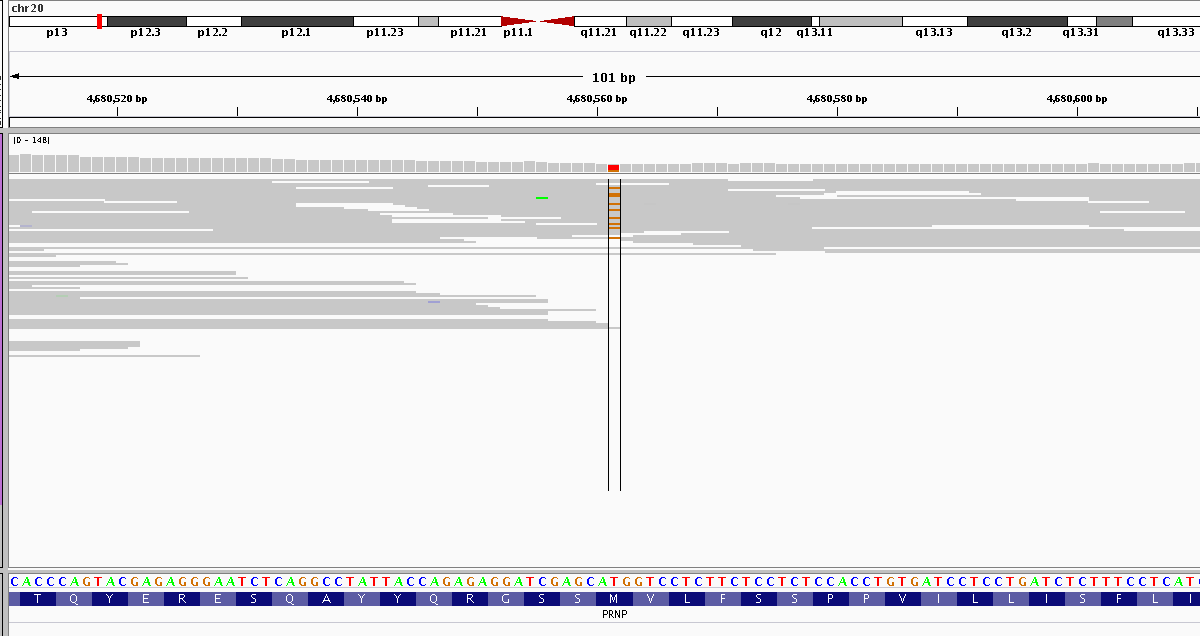 chr20
p13 p12.3 p12.2 p12.1 p11.23 p11.21 p11.1 q11.21 q11.22 q11.23 q12 q13.11 q13.13 q13.2 q13.31 q13.33
101 bp
4,680,520 bp 4,680,540 bp 4,680,560 bp 4,680,580 bp 4,680,600 bp
[0 - 148]
CACCCAGTACGAGAGGGAATCTCAGGCCTATTACCAGAGAGGATCGAGCATGGTCCTCTTCTCCTCTCCACCTGTGATCCTCCTGATCTCTTTCCTCAT
T Q Y E R E S Q A Y Y Q R G S S M V L F S S P P V I L L I S F L I
PRNP